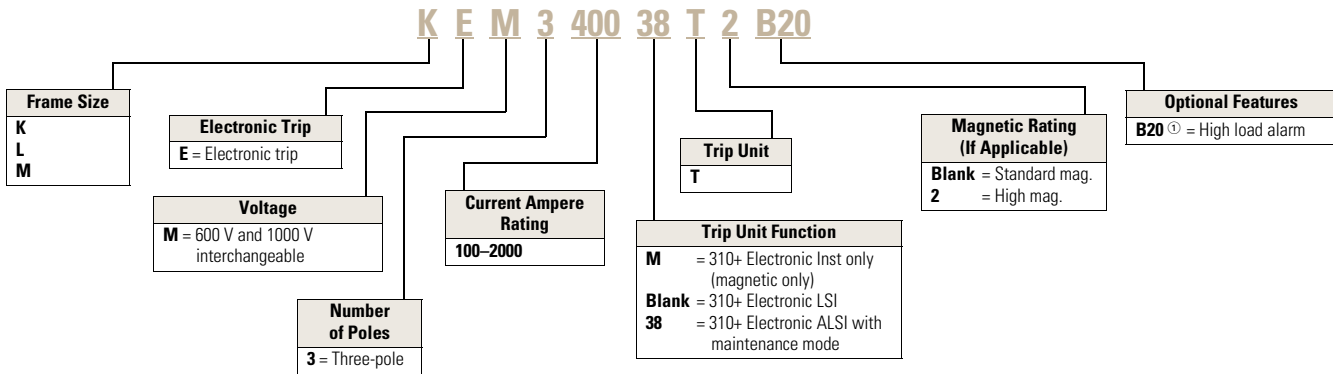 K E M 3 400 38 T 2 B20
Frame Size
K
L
M
Electronic Trip
E = Electronic trip
Voltage
M = 600 V and 1000 V
interchangeable
Number
of Poles
3 = Three-pole
Current Ampere
Rating
100–2000
Trip Unit
T
Trip Unit Function
M = 310+ Electronic Inst only
(magnetic only)
Blank = 310+ Electronic LSI
38 = 310+ Electronic ALSI with
maintenance mode
Magnetic Rating
(If Applicable)
Blank = Standard mag.
2 = High mag.
Optional Features
B20 ① = High load alarm